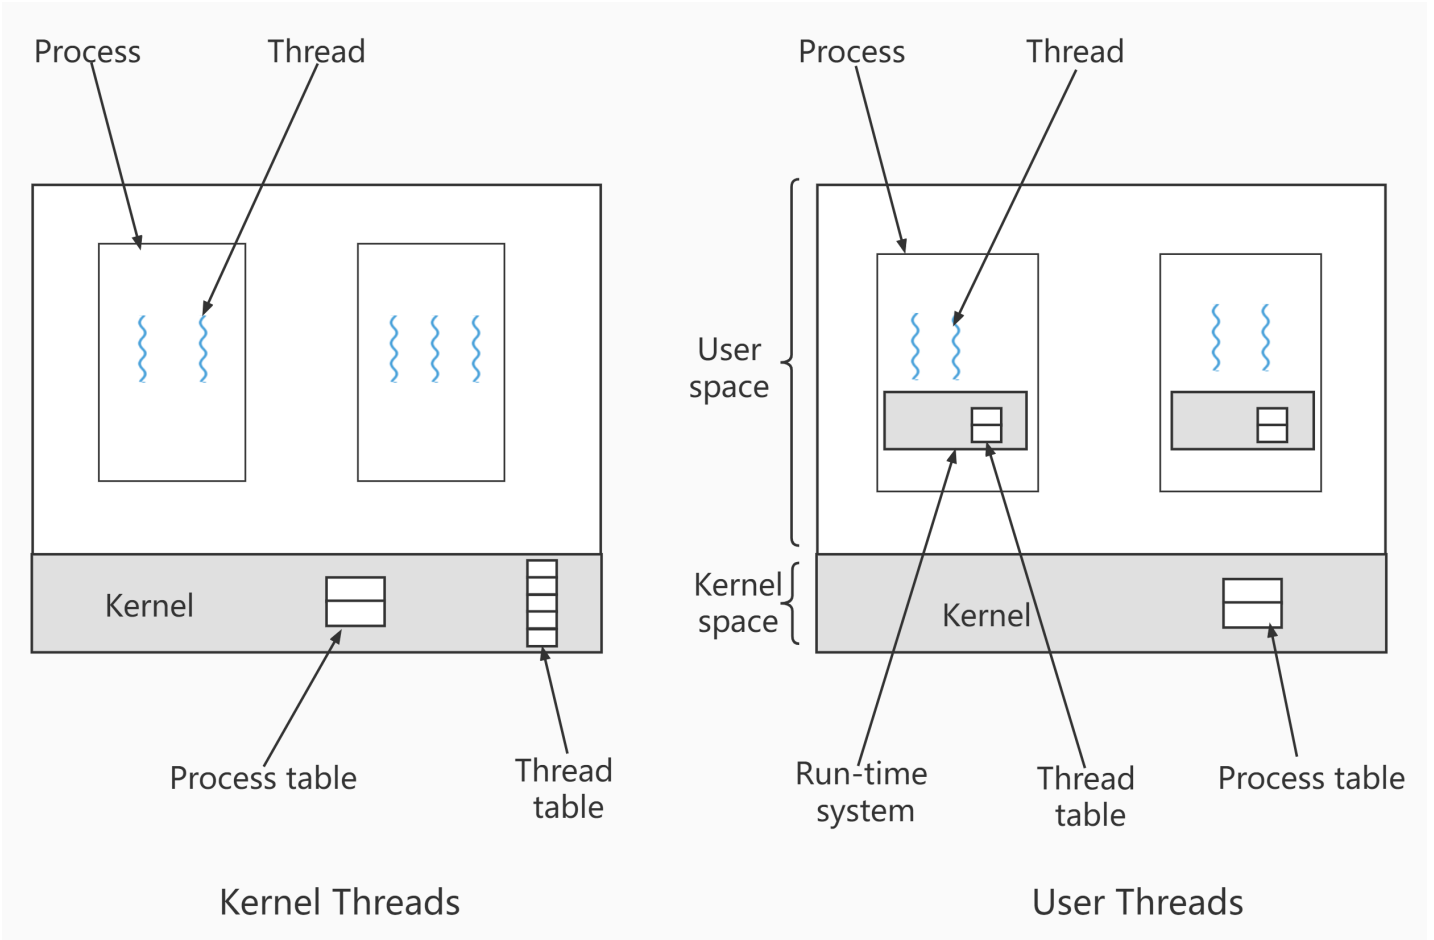 Process
Thread
Process
Thread
User
space
Kernel
Kernel
space
Kernel
Process table
Thread
table
Run-time
system
Thread
table
Process table
Kernel Threads
User Threads